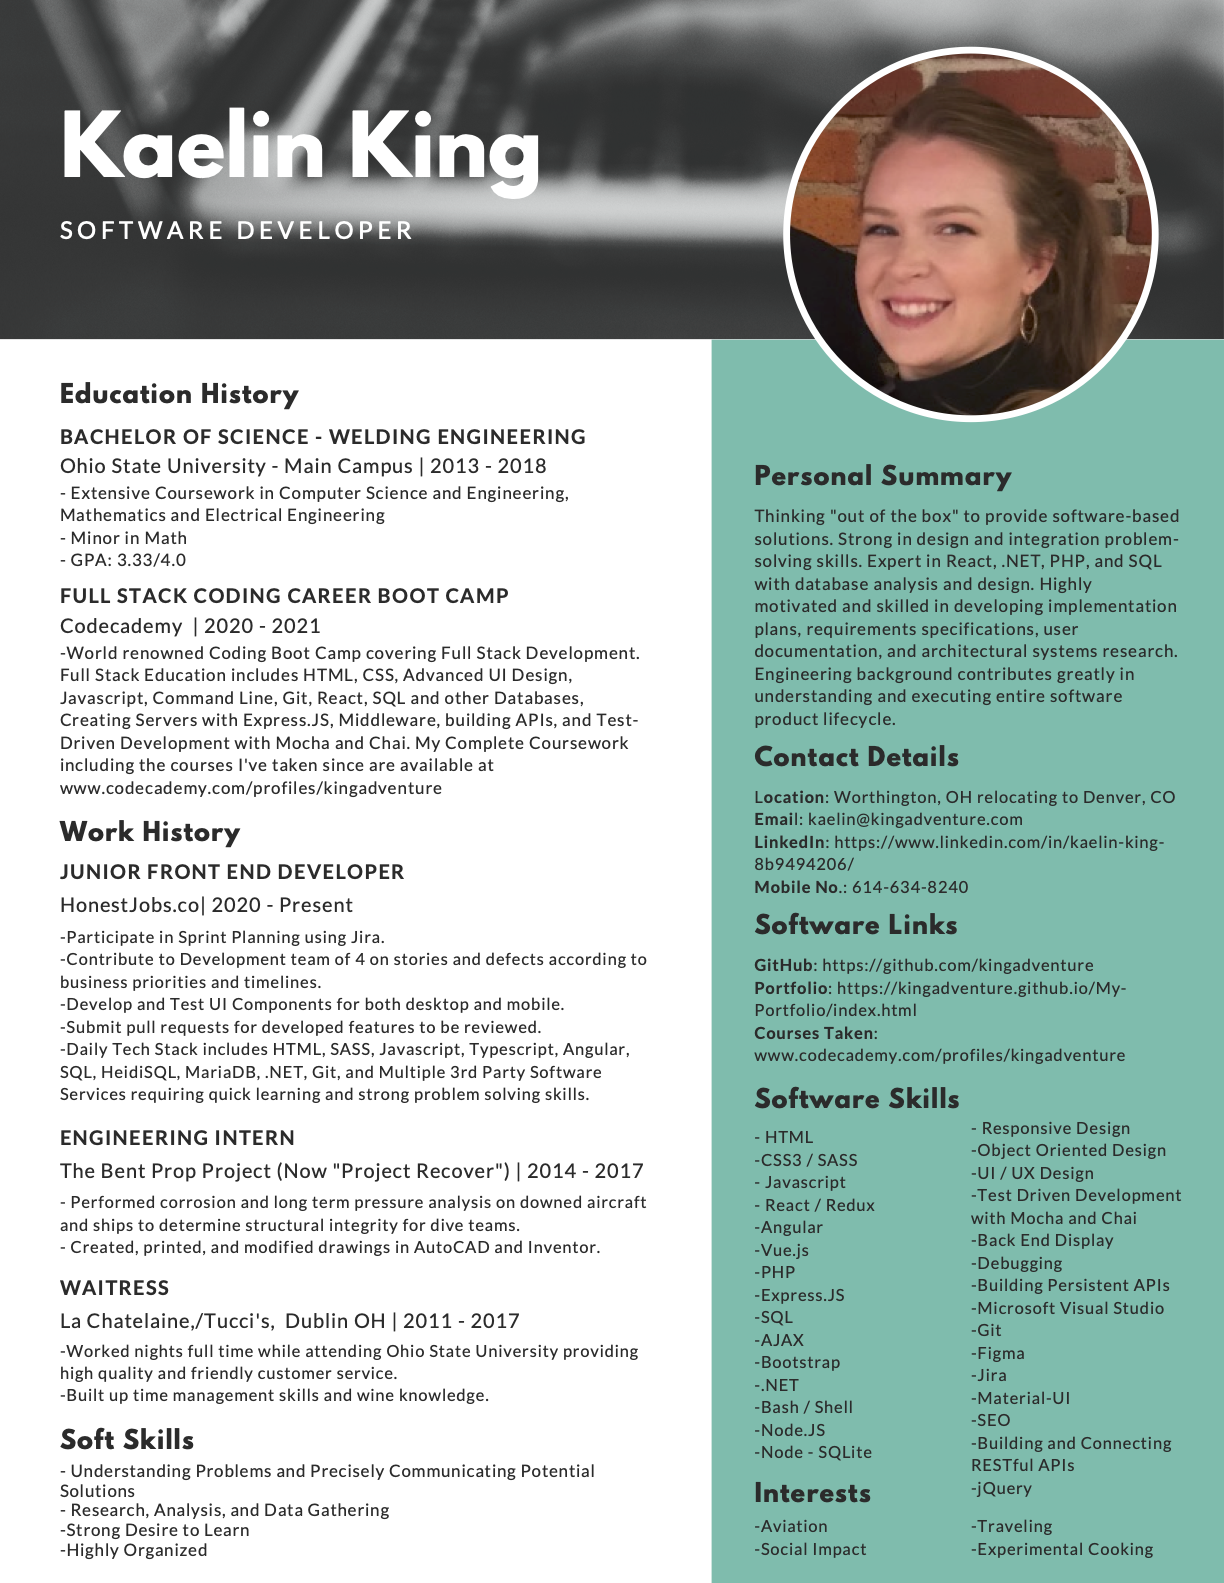 Kaelin King
SOFTWARE DEVELOPER
Education History
BACHELOR OF SCIENCE - WELDING ENGINEERING
Ohio State University - Main Campus | 2013 - 2018
- Extensive Coursework in Computer Science and Engineering,
Mathematics and Electrical Engineering
- Minor in Math
- GPA: 3.33/4.0
FULL STACK CODING CAREER BOOT CAMP
Codecademy | 2020 - 2021
-World renowned Coding Boot Camp covering Full Stack Development.
Full Stack Education includes HTML, CSS, Advanced UI Design,
Javascript, Command Line, Git, React, SQL and other Databases,
Creating Servers with Express.JS, Middleware, building APIs, and Test-
Driven Development with Mocha and Chai. My Complete Coursework
including the courses I've taken since are available at
www.codecademy.com/profiles/kingadventure
Work History
JUNIOR FRONT END DEVELOPER
HonestJobs.co| 2020 - Present
-Participate in Sprint Planning using Jira.
-Contribute to Development team of 4 on stories and defects according to
business priorities and timelines.
-Develop and Test UI Components for both desktop and mobile.
-Submit pull requests for developed features to be reviewed.
-Daily Tech Stack includes HTML, SASS, Javascript, Typescript, Angular,
SQL, HeidiSQL, MariaDB, .NET, Git, and Multiple 3rd Party Software
Services requiring quick learning and strong problem solving skills.
ENGINEERING INTERN
The Bent Prop Project (Now "Project Recover") | 2014 - 2017
- Performed corrosion and long term pressure analysis on downed aircraft
and ships to determine structural integrity for dive teams.
- Created, printed, and modified drawings in AutoCAD and Inventor.
WAITRESS
La Chatelaine,/Tucci's, Dublin OH | 2011 - 2017
-Worked nights full time while attending Ohio State University providing
high quality and friendly customer service.
-Built up time management skills and wine knowledge.
Soft Skills
- Understanding Problems and Precisely Communicating Potential
Solutions
- Research, Analysis, and Data Gathering
-Strong Desire to Learn
-Highly Organized
Personal Summary
Thinking "out of the box" to provide software-based
solutions. Strong in design and integration problem-
solving skills. Expert in React, .NET, PHP, and SQL
with database analysis and design. Highly
motivated and skilled in developing implementation
plans, requirements specifications, user
documentation, and architectural systems research.
Engineering background contributes greatly in
understanding and executing entire software
product lifecycle.
Contact Details
Location: Worthington, OH relocating to Denver, CO
Email: kaelin@kingadventure.com
LinkedIn: https://www.linkedin.com/in/kaelin-king-
8b9494206/
Mobile No.: 614-634-8240
Software Links
GitHub: https://github.com/kingadventure
Portfolio: https://kingadventure.github.io/My-
Portfolio/index.html
Courses Taken:
www.codecademy.com/profiles/kingadventure
Software Skills
- HTML
-CSS3 / SASS
- Javascript
- React / Redux
-Angular
-Vue.js
-PHP
-Express.JS
-SQL
-AJAX
-Bootstrap
-.NET
-Bash / Shell
-Node.JS
-Node - SQLite
- Responsive Design
-Object Oriented Design
-UI / UX Design
-Test Driven Development
with Mocha and Chai
-Back End Display
-Debugging
-Building Persistent APIs
-Microsoft Visual Studio
-Git
-Figma
-Jira
-Material-UI
-SEO
-Building and Connecting
RESTful APIs
-jQuery
Interests
-Aviation
-Social Impact
-Traveling
-Experimental Cooking